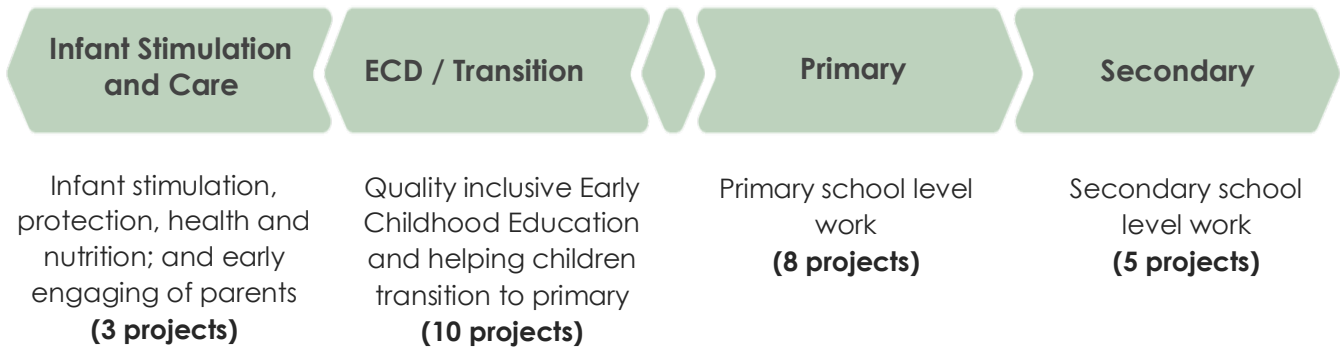 Infant Stimulation
and Care
ECD / Transition
Primary
Secondary
Infant stimulation,
protection, health and
nutrition; and early
engaging of parents
(3 projects)
Quality inclusive Early
Childhood Education
and helping children
transition to primary
(10 projects)
Primary school level
work
(8 projects)
Secondary school
level work
(5 projects)